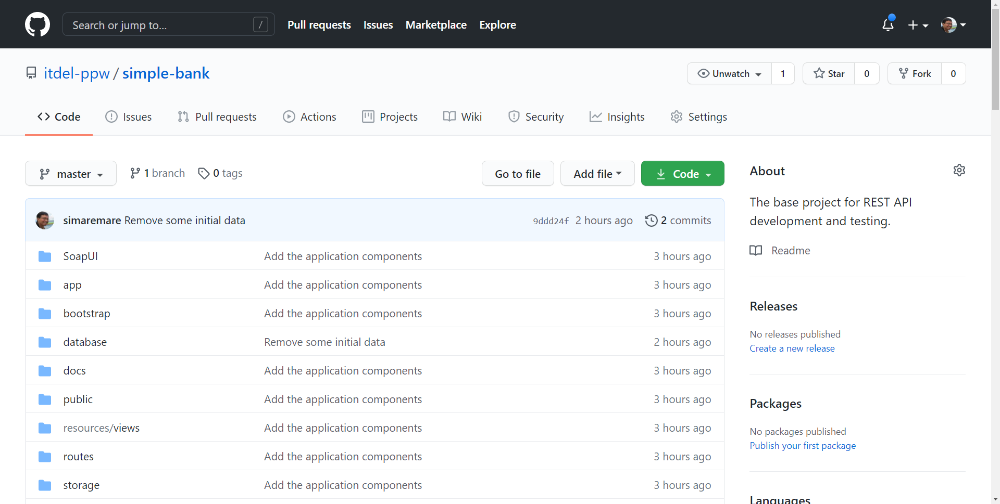 Search or jump to... /
Pull requests Issues Marketplace Explore
itdel-ppw / simple-bank
Unwatch 1 Star 0 Fork 0
Code Issues Pull requests Actions Projects Wiki Security Insights Settings
master 1 branch 0 tags Go to file Add file Code
simaremare Remove some initial data 9ddd24f 2 hours ago 2 commits
SoapUI Add the application components 3 hours ago
app Add the application components 3 hours ago
bootstrap Add the application components 3 hours ago
database Remove some initial data 2 hours ago
docs Add the application components 3 hours ago
public Add the application components 3 hours ago
resources/views Add the application components 3 hours ago
routes Add the application components 3 hours ago
storage Add the application components 3 hours ago
About
The base project for REST API
development and testing.
Readme
Releases
No releases published
Create a new release
Packages
No packages published
Publish your first package
Languages